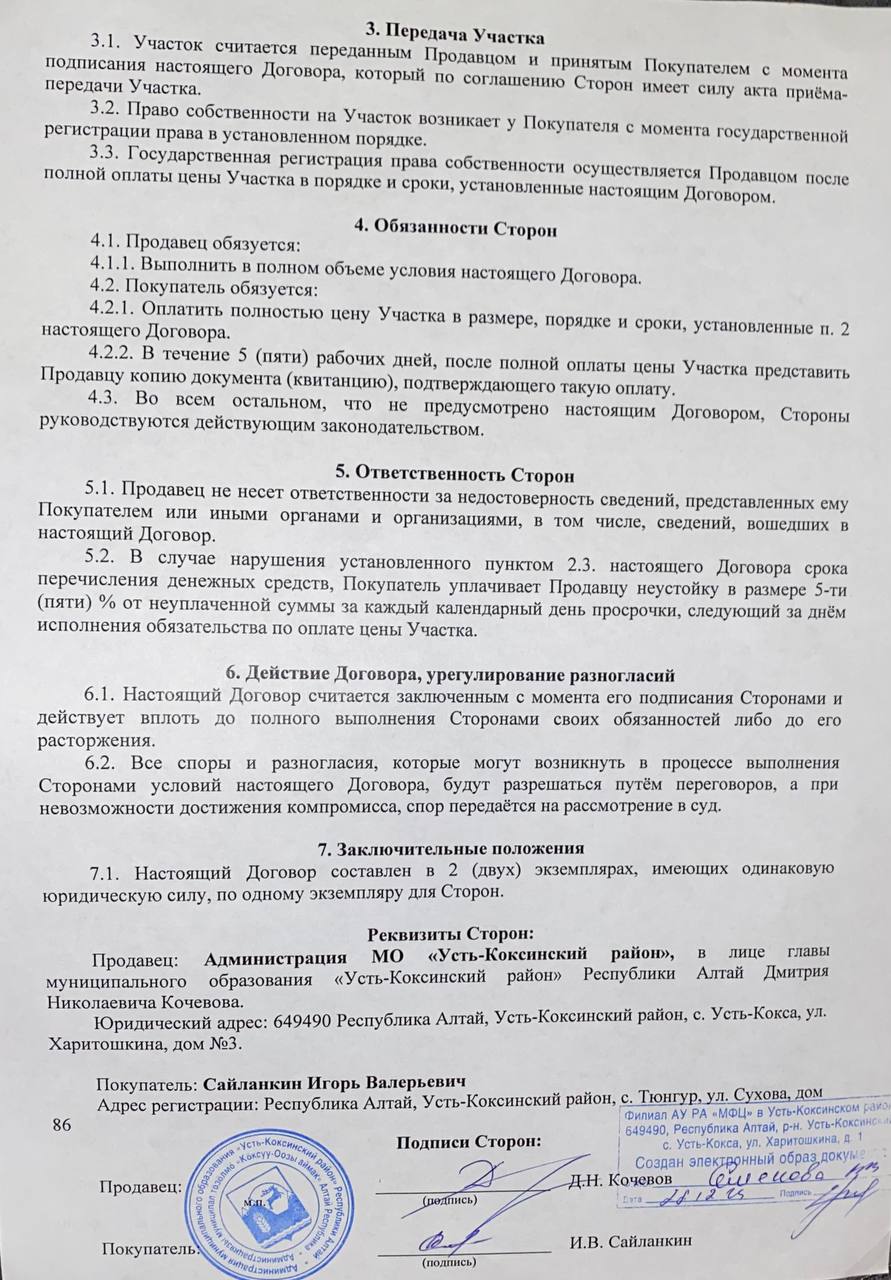 3. Передача Участка
3.1. Участок считается переданным Продавцом и принятым Покупателем с момента
подписания настоящего Договора, который по соглашению Сторон имеет силу акта приёма-
передачи Участка.
3.2. Право собственности на Участок возникает у Покупателя с момента государственной
регистрации права в установленном порядке.
3.3. Государственная регистрация права собственности осуществляется Продавцом после
полной оплаты цены Участка в порядке и сроки, установленные настоящим Договором.
4. Обязанности Сторон
4.1. Продавец обязуется:
4.1.1. Выполнить в полном объеме условия настоящего Договора.
4.2. Покупатель обязуется:
4.2.1. Оплатить полностью цену Участка в размере, порядке и сроки, установленные п. 2
настоящего Договора.
4.2.2. В течение 5 (пяти) рабочих дней, после полной оплаты цены Участка представить
Продавцу копию документа (квитанцию), подтверждающего такую оплату.
4.3. Во всем остальном, что не предусмотрено настоящим Договором, Стороны
руководствуются действующим законодательством.
5. Ответственность Сторон
5.1. Продавец не несет ответственности за недостоверность сведений, представленных ему
Покупателем или иными органами и организациями, в том числе, сведений, вошедших в
настоящий Договор.
5.2. В случае нарушения установленного пунктом 2.3. настоящего Договора срока
перечисления денежных средств, Покупатель уплачивает Продавцу неустойку в размере 5-ти
(пяти) % от неуплаченной суммы за каждый календарный день просрочки, следующий за днём
исполнения обязательства по оплате цены Участка.
6. Действие Договора, урегулирование разногласий
6.1. Настоящий Договор считается заключенным с момента его подписания Сторонами и
действует вплоть до полного выполнения Сторонами своих обязанностей либо до его
расторжения.
6.2. Все споры и разногласия, которые могут возникнуть в процессе выполнения
Сторонами условий настоящего Договора, будут разрешаться путём переговоров, а при
невозможности достижения компромисса, спор передаётся на рассмотрение в суд.
7. Заключительные положения
7.1. Настоящий Договор составлен в 2 (двух) экземплярах, имеющих одинаковую
юридическую силу, по одному экземпляру для Сторон.
Реквизиты Сторон:
Продавец: Администрация МО «Усть-Коксинский район», в лице главы
муниципального образования «Усть-Коксинский район» Республики Алтай Дмитрия
Николаевича Кочевова.
Юридический адрес: 649490 Республика Алтай, Усть-Коксинский район, с. Усть-Кокса, ул.
Харитошкина, дом №3.
Покупатель: Сайланкин Игорь Валерьевич
Адрес регистрации: Республика Алтай, Усть-Коксинский район, с. Тюнгур, ул. Сухова, дом
86
Филиал АУ РА «МФЦ» в Усть-Коксинском
649490, Республика Алтай, р-н. Усть-Коксинский
с. Усть-Кокса, ул. Харитошкина, д. 1
Создан электронный образ
Дата Подпись
Подписи Сторон:
Продавец: Д.Н. Кочевов
м.п.
(подпись)
Покупатель: И.В. Сайланкин
(подпись)